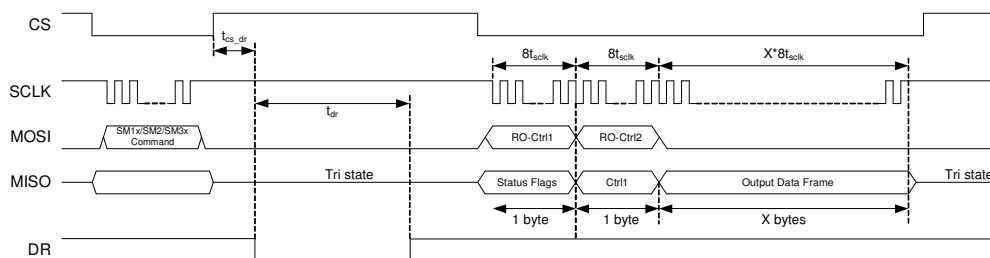 CS
t_cs_dr
8t_sclk 8t_sclk X*8t_sclk
SCLK
t_dr
MOSI
SM1x/SM2/SM3x
Command
RO-Ctrl1 RO-Ctrl2
MISO
Tri state
Status Flags Ctrl1 Output Data Frame
Tri state
1 byte 1 byte X bytes
DR